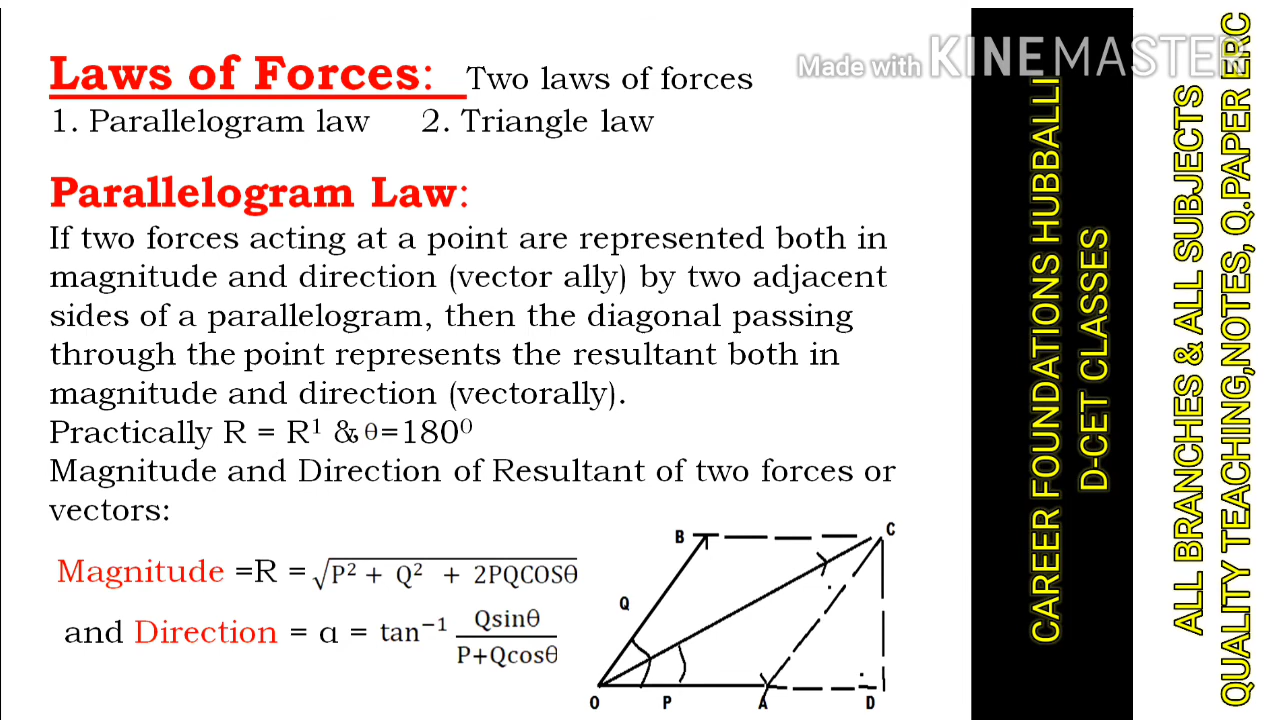 Laws of Forces: Two laws of forces
1. Parallelogram law 2. Triangle law
Parallelogram Law:
If two forces acting at a point are represented both in
magnitude and direction (vector ally) by two adjacent
sides of a parallelogram, then the diagonal passing
through the point represents the resultant both in
magnitude and direction (vectorally).
Practically R = R¹ & θ=180⁰
Magnitude and Direction of Resultant of two forces or
vectors:
Magnitude =R = √P² + Q² + 2PQCOSθ
and Direction = α = tan⁻¹ Qsinθ
P+Qcosθ
B
C
Q
O
P
A
D
Made with KINEMASTER
CAREER FOUNDATIONS HUBBALLI
D-CET CLASSES
ALL BRANCHES & ALL SUBJECTS
QUALITY TEACHING,NOTES, Q.PAPER ERC